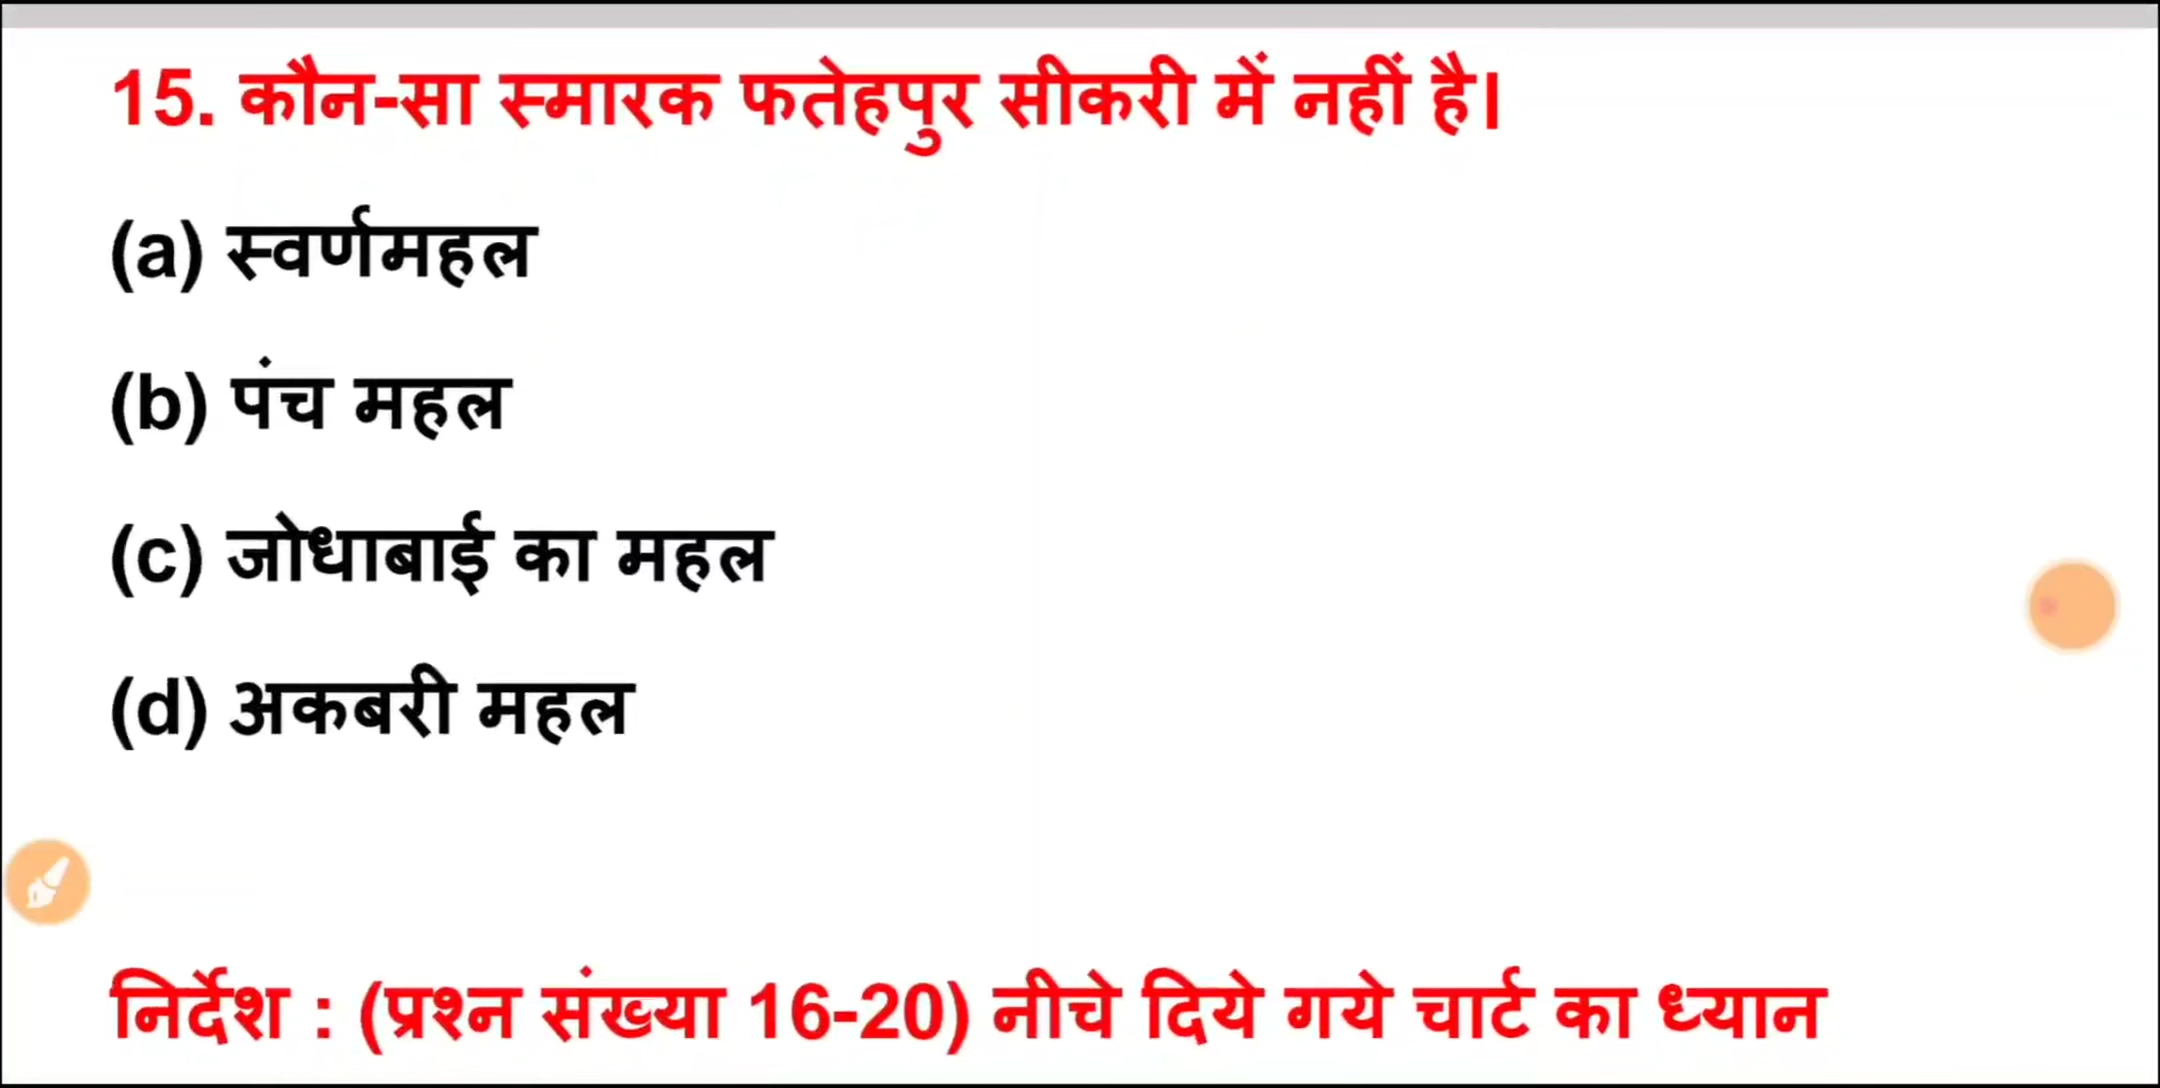 15. कौन-सा स्मारक फतेहपुर सीकरी में नहीं है।
(a) स्वर्णमहल
(b) पंच महल
(c) जोधाबाई का महल
(d) अकबरी महल
निर्देश : (प्रश्न संख्या 16-20) नीचे दिये गये चार्ट का ध्यान